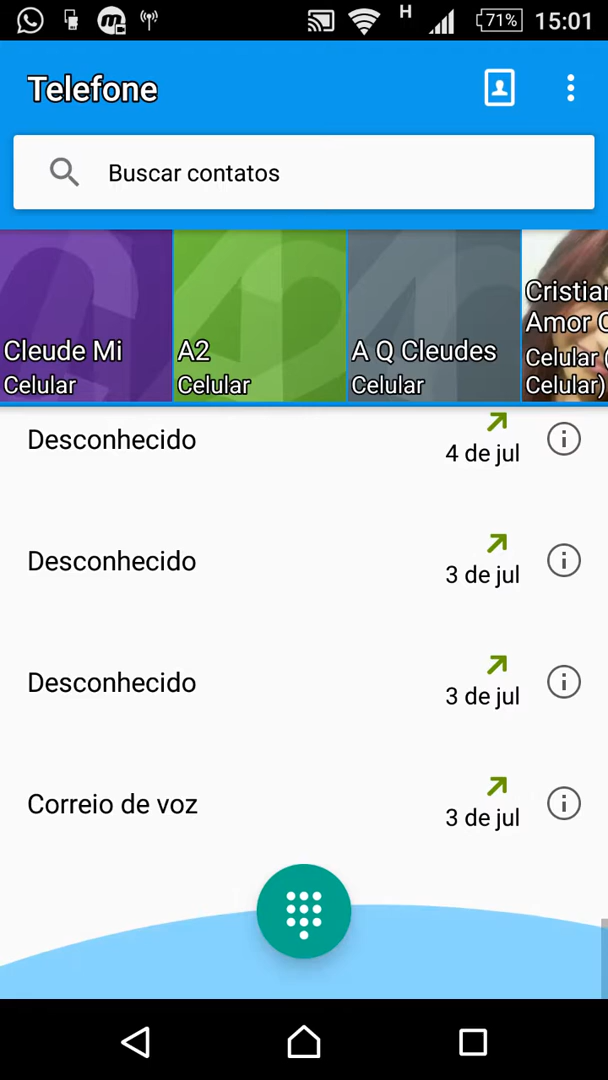 H 71% 15:01
Telefone
Buscar contatos
Cleude Mi
Celular
A2
Celular
A Q Cleudes
Celular
Cristian
Amor C
Celular (
Celular)
Desconhecido
4 de jul
Desconhecido
3 de jul
Desconhecido
3 de jul
Correio de voz
3 de jul